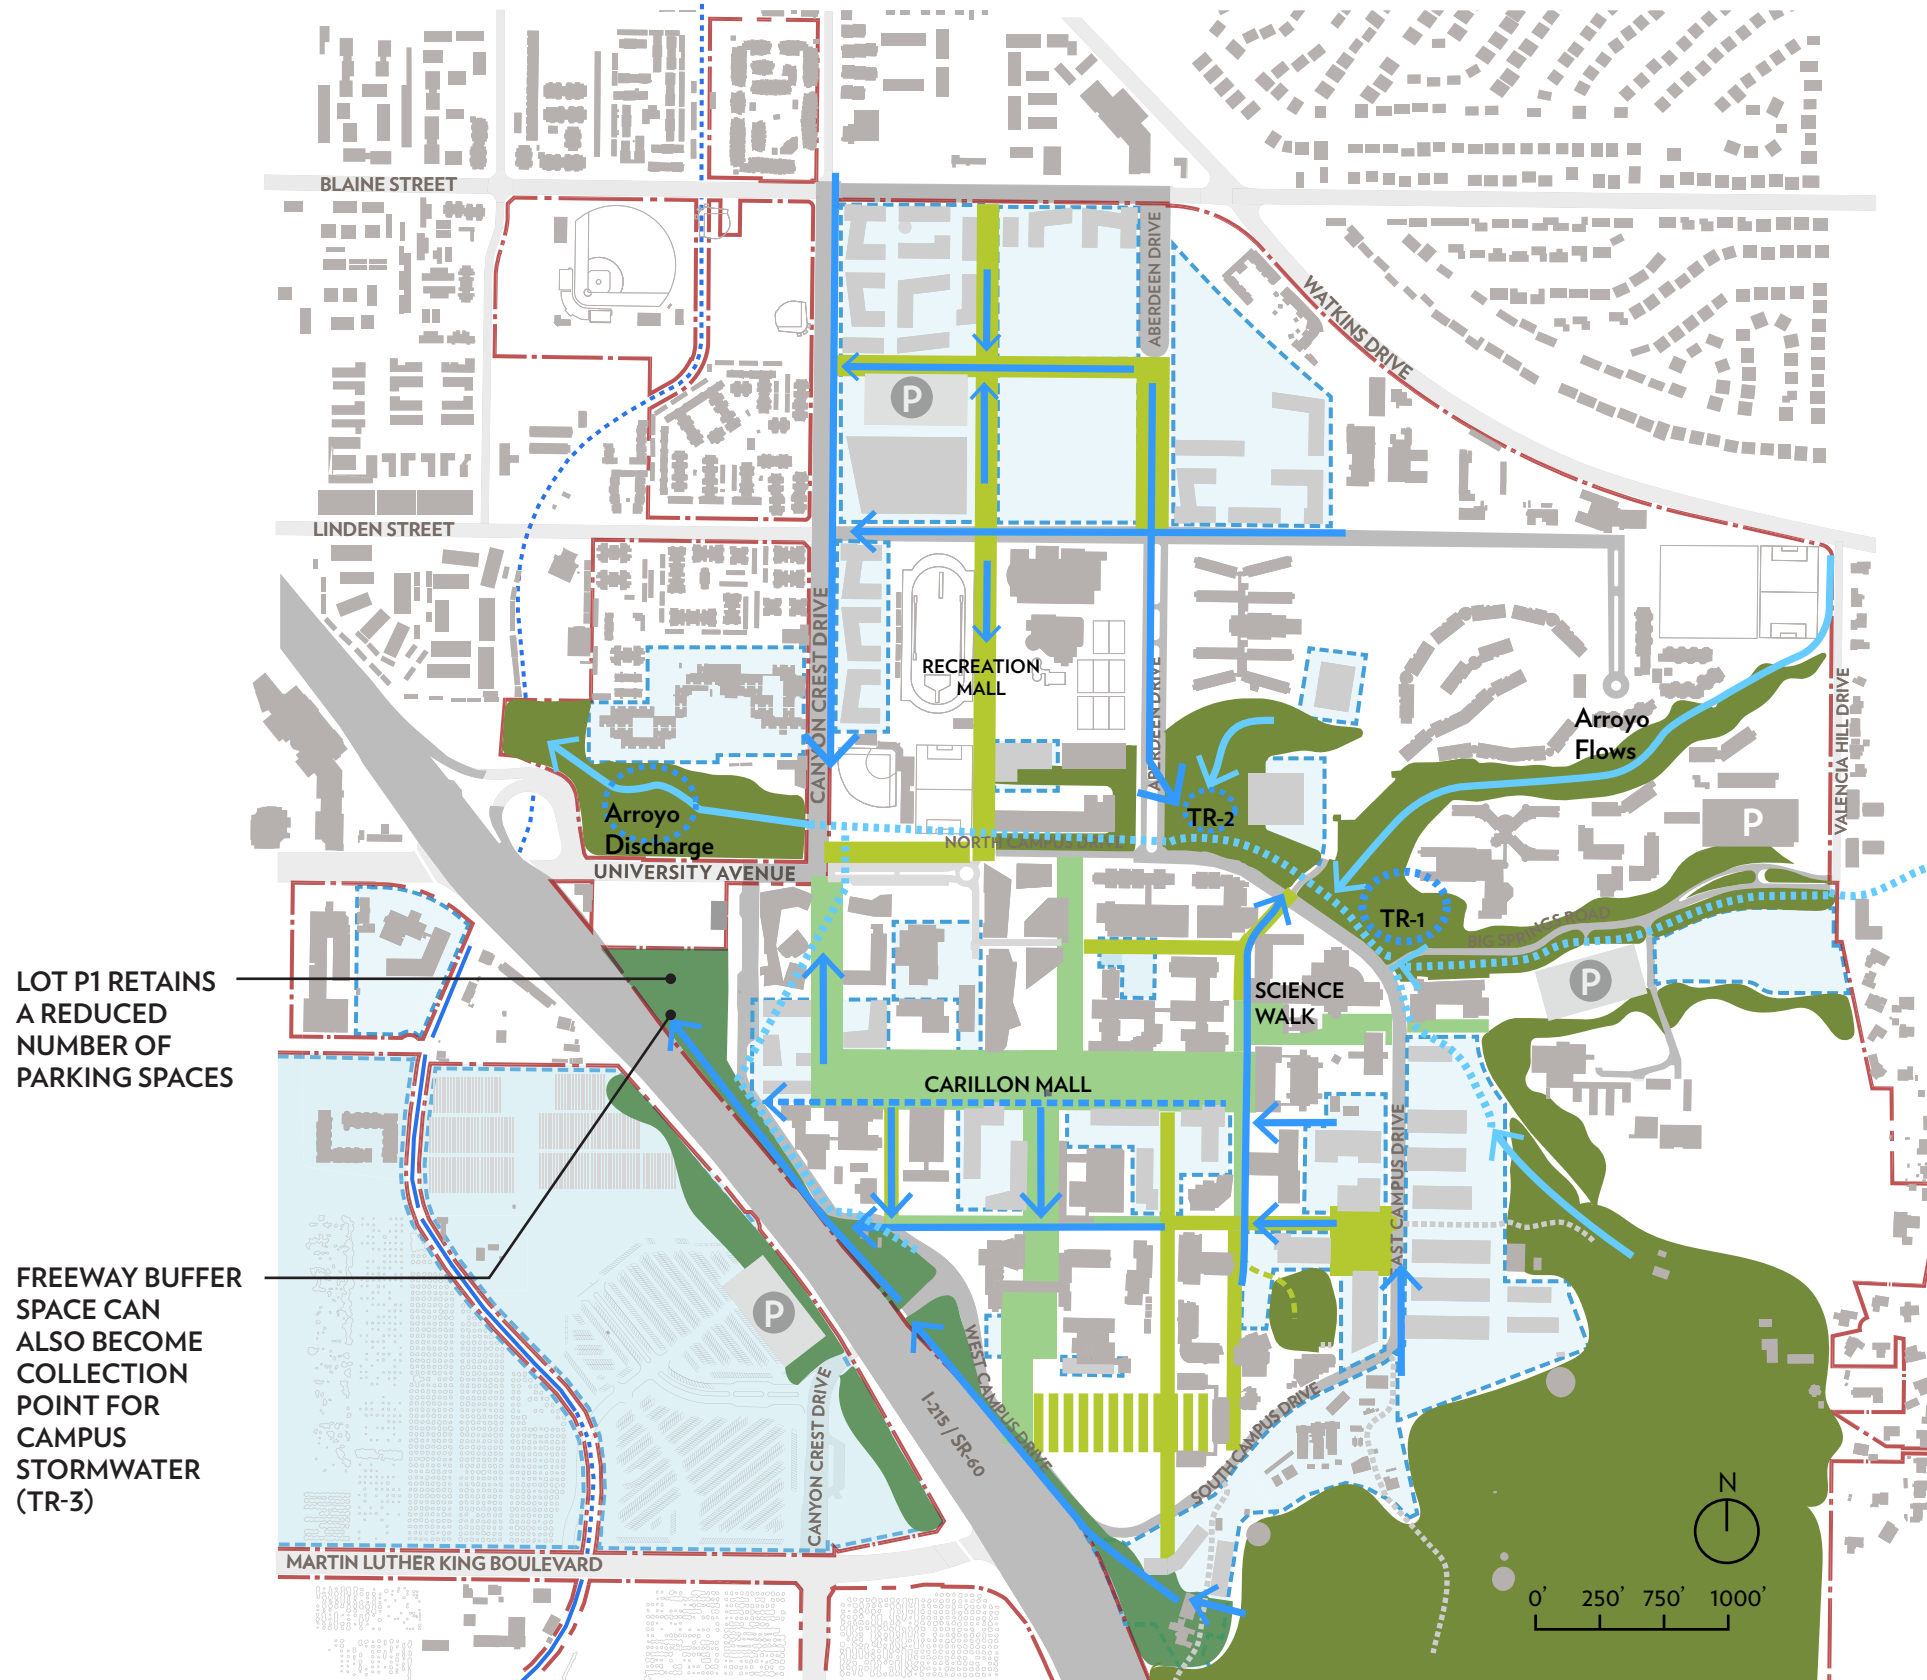 BLAINE STREET
ABERDEEN DRIVE
WATKINS DRIVE
P
LINDEN STREET
CANYON CREST DRIVE
RECREATION
MALL
ABERDEEN DRIVE
Arroyo
Flows
VALENCIA HILL DRIVE
Arroyo
Discharge
TR-2
P
NORTH CAMPUS DRIVE
UNIVERSITY AVENUE
TR-1
BIG SPRINGS ROAD
LOT P1 RETAINS
A REDUCED
NUMBER OF
PARKING SPACES
P
SCIENCE
WALK
CARILLON MALL
EAST CAMPUS DRIVE
FREEWAY BUFFER
SPACE CAN
ALSO BECOME
COLLECTION
POINT FOR
CAMPUS
STORMWATER
(TR-3)
P
WEST CAMPUS DRIVE
CANYON CREST DRIVE
I-215 / SR-60
SOUTH CAMPUS DRIVE
MARTIN LUTHER KING BOULEVARD
N
0' 250' 750' 1000'